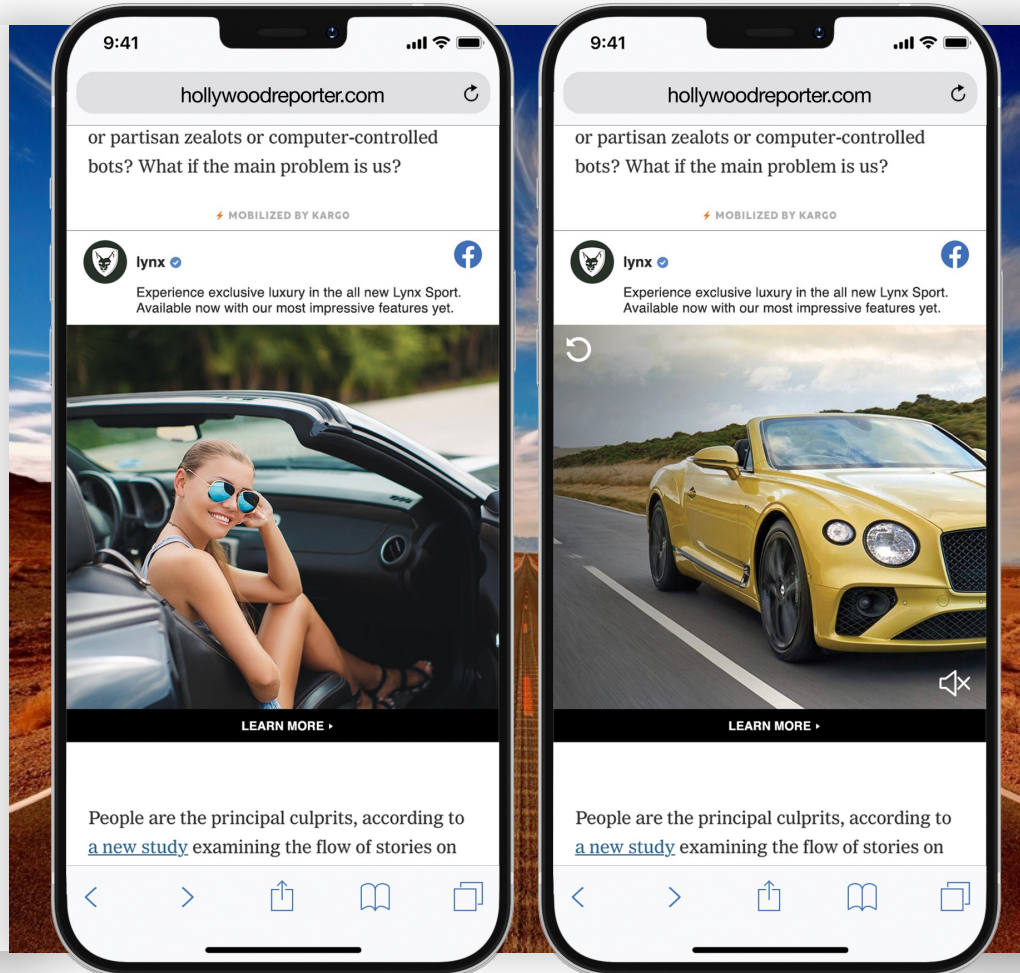 9:41
hollywoodreporter.com
or partisan zealots or computer-controlled
bots? What if the main problem is us?
MOBILIZED BY KARGO
lynx
Experience exclusive luxury in the all new Lynx Sport.
Available now with our most impressive features yet.
LEARN MORE
People are the principal culprits, according to
a new study examining the flow of stories on
9:41
hollywoodreporter.com
or partisan zealots or computer-controlled
bots? What if the main problem is us?
MOBILIZED BY KARGO
lynx
Experience exclusive luxury in the all new Lynx Sport.
Available now with our most impressive features yet.
LEARN MORE
People are the principal culprits, according to
a new study examining the flow of stories on